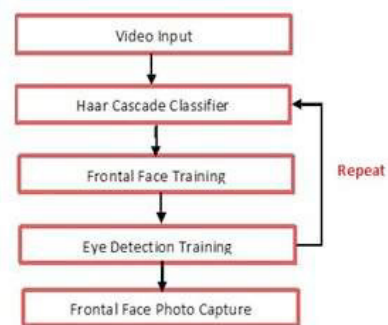 Video Input
Haar Cascade Classifier
Frontal Face Training
Repeat
Eye Detection Training
Frontal Face Photo Capture